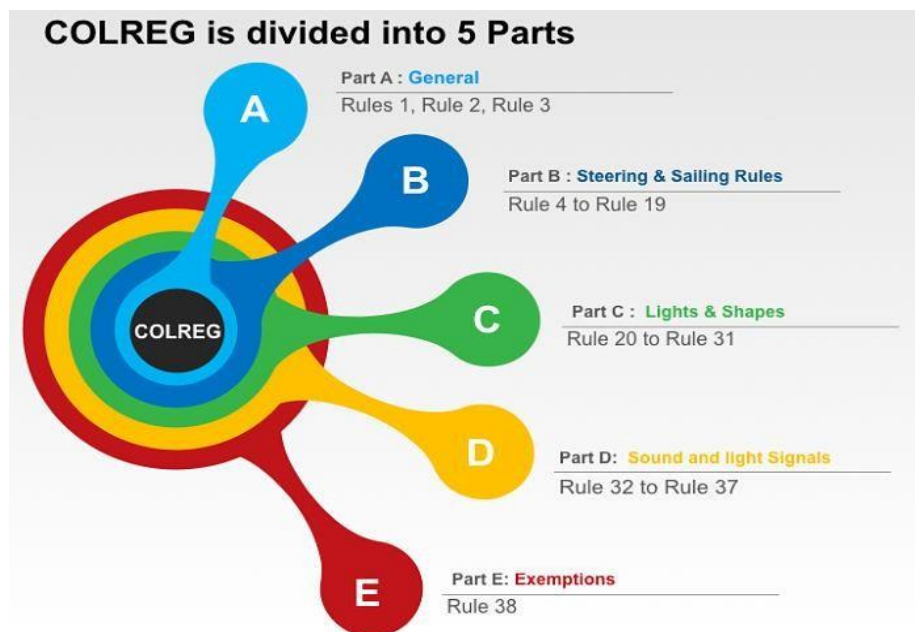 COLREG is divided into 5 Parts
A
Part A : General
Rules 1, Rule 2, Rule 3
B
Part B : Steering & Sailing Rules
Rule 4 to Rule 19
COLREG
C
Part C : Lights & Shapes
Rule 20 to Rule 31
D
Part D: Sound and light Signals
Rule 32 to Rule 37
E
Part E: Exemptions
Rule 38